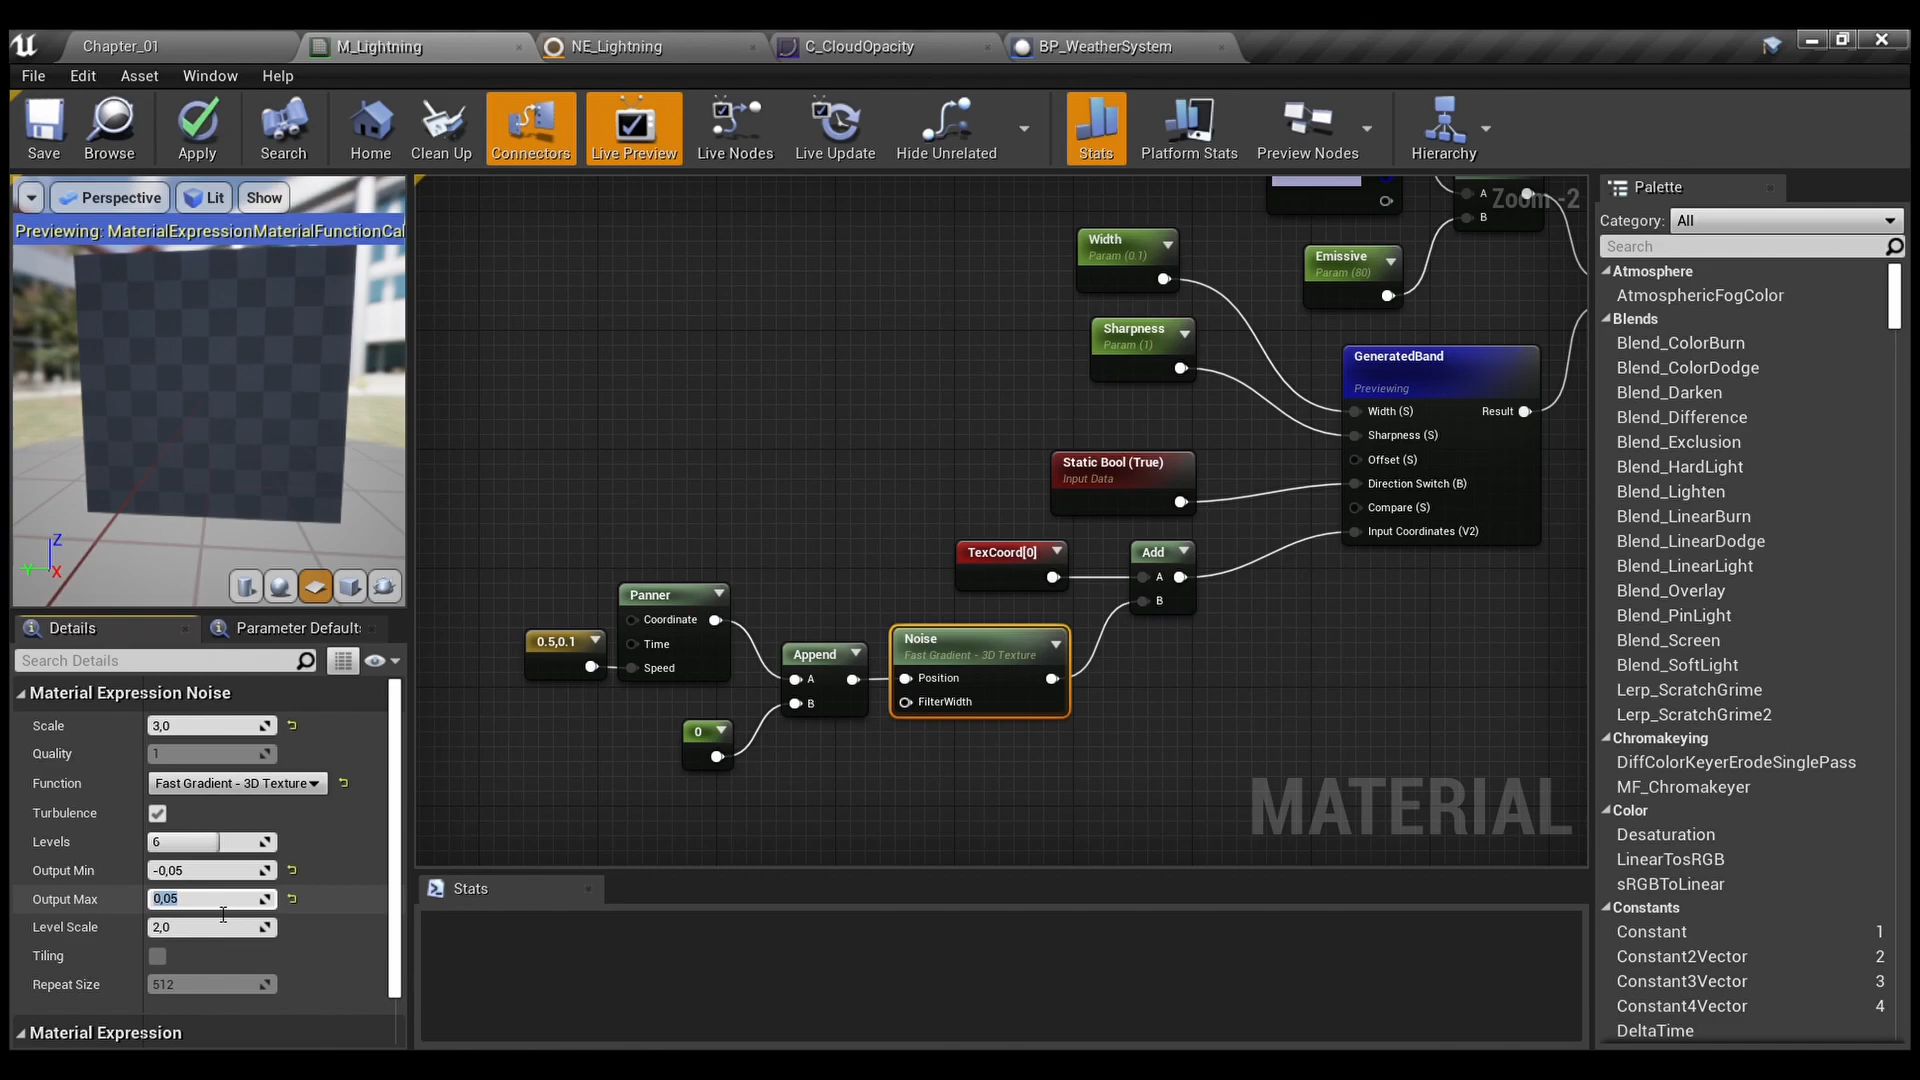 Chapter_01
M_Lightning
NE_Lightning
C_CloudOpacity
BP_WeatherSystem
File Edit Asset Window Help
Save
Browse
Apply
Search
Home
Clean Up
Connectors
Live Preview
Live Nodes
Live Update
Hide Unrelated
Stats
Platform Stats
Preview Nodes
Hierarchy
Perspective
Lit
Show
Previewing: MaterialExpressionMaterialFunctionCal
Z
Y
X
Details
Parameter Default
Search Details
Material Expression Noise
Scale 3,0
Quality 1
Function Fast Gradient - 3D Texture
Turbulence
Levels 6
Output Min -0,05
Output Max 0,05
Level Scale 2,0
Tiling
Repeat Size 512
Material Expression
Zoom -2
A
B
Width
Param (0.1)
Emissive
Param (80)
Sharpness
Param (1)
GeneratedBand
Previewing
Width (S) Result
Sharpness (S)
Offset (S)
Direction Switch (B)
Compare (S)
Input Coordinates (V2)
Static Bool (True)
Input Data
TexCoord[0]
Add
A
B
Panner
Coordinate
Time
Speed
0.5,0.1
Append
A
B
0
Noise
Fast Gradient - 3D Texture
Position
FilterWidth
MATERIAL
Stats
Palette
Category: All
Search
Atmosphere
AtmosphericFogColor
Blends
Blend_ColorBurn
Blend_ColorDodge
Blend_Darken
Blend_Difference
Blend_Exclusion
Blend_HardLight
Blend_Lighten
Blend_LinearBurn
Blend_LinearDodge
Blend_LinearLight
Blend_Overlay
Blend_PinLight
Blend_Screen
Blend_SoftLight
Lerp_ScratchGrime
Lerp_ScratchGrime2
Chromakeying
DiffColorKeyerErodeSinglePass
MF_Chromakeyer
Color
Desaturation
LinearTosRGB
sRGBToLinear
Constants
Constant 1
Constant2Vector 2
Constant3Vector 3
Constant4Vector 4
DeltaTime